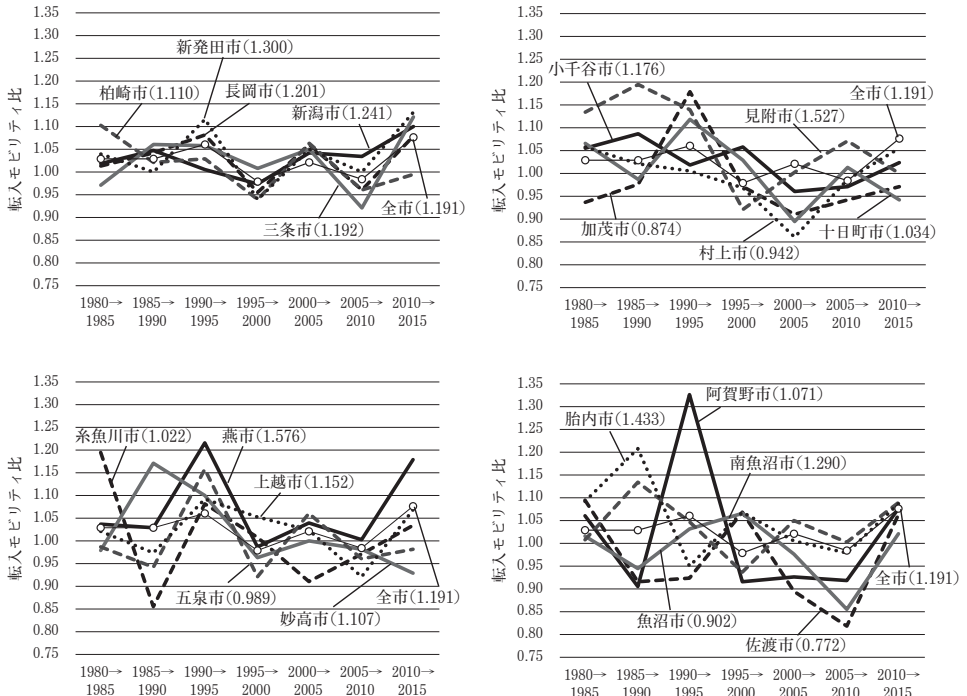 転入モビリティ比
1.35
1.30
1.25
1.20
1.15
1.10
1.05
1.00
0.95
0.90
0.85
0.80
0.75
新発田市(1.300)
柏崎市(1.110)
長岡市(1.201)
新潟市(1.241)
全市(1.191)
三条市(1.192)
1980→ 1985→ 1990→ 1995→ 2000→ 2005→ 2010→
1985 1990 1995 2000 2005 2010 2015
転入モビリティ比
1.35
1.30
1.25
1.20
1.15
1.10
1.05
1.00
0.95
0.90
0.85
0.80
0.75
小千谷市(1.176)
全市(1.191)
見附市(1.527)
加茂市(0.874)
十日町市(1.034)
村上市(0.942)
1980→ 1985→ 1990→ 1995→ 2000→ 2005→ 2010→
1985 1990 1995 2000 2005 2010 2015
転入モビリティ比
1.35
1.30
1.25
1.20
1.15
1.10
1.05
1.00
0.95
0.90
0.85
0.80
0.75
糸魚川市(1.022)
燕市(1.576)
上越市(1.152)
五泉市(0.989)
全市(1.191)
妙高市(1.107)
1980→ 1985→ 1990→ 1995→ 2000→ 2005→ 2010→
1985 1990 1995 2000 2005 2010 2015
転入モビリティ比
1.35
1.30
1.25
1.20
1.15
1.10
1.05
1.00
0.95
0.90
0.85
0.80
0.75
阿賀野市(1.071)
胎内市(1.433)
南魚沼市(1.290)
全市(1.191)
魚沼市(0.902)
佐渡市(0.772)
1980→ 1985→ 1990→ 1995→ 2000→ 2005→ 2010→
1985 1990 1995 2000 2005 2010 2015